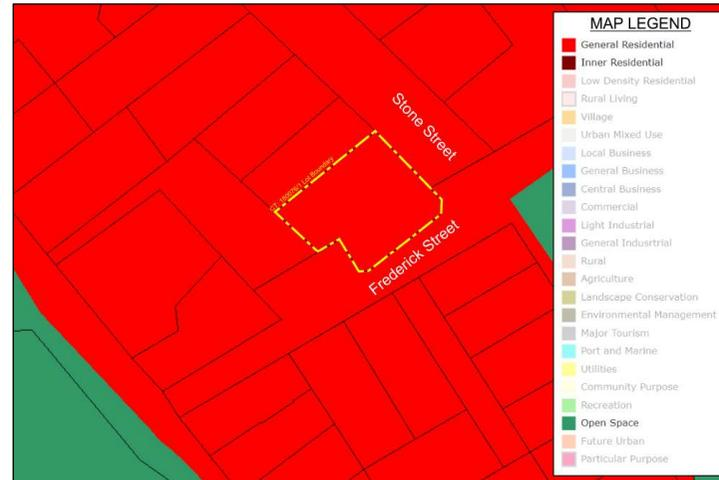 MAP LEGEND
General Residential
Inner Residential
Low Density Residential
Rural Living
Village
Urban Mixed Use
Local Business
General Business
Central Business
Commercial
Light Industrial
General Indusrtrial
Rural
Agriculture
Landscape Conservation
Environmental Management
Major Tourism
Port and Marine
Utilities
Community Purpose
Recreation
Open Space
Future Urban
Particular Purpose
Stone Street
Lot Boundary
Frederick Street